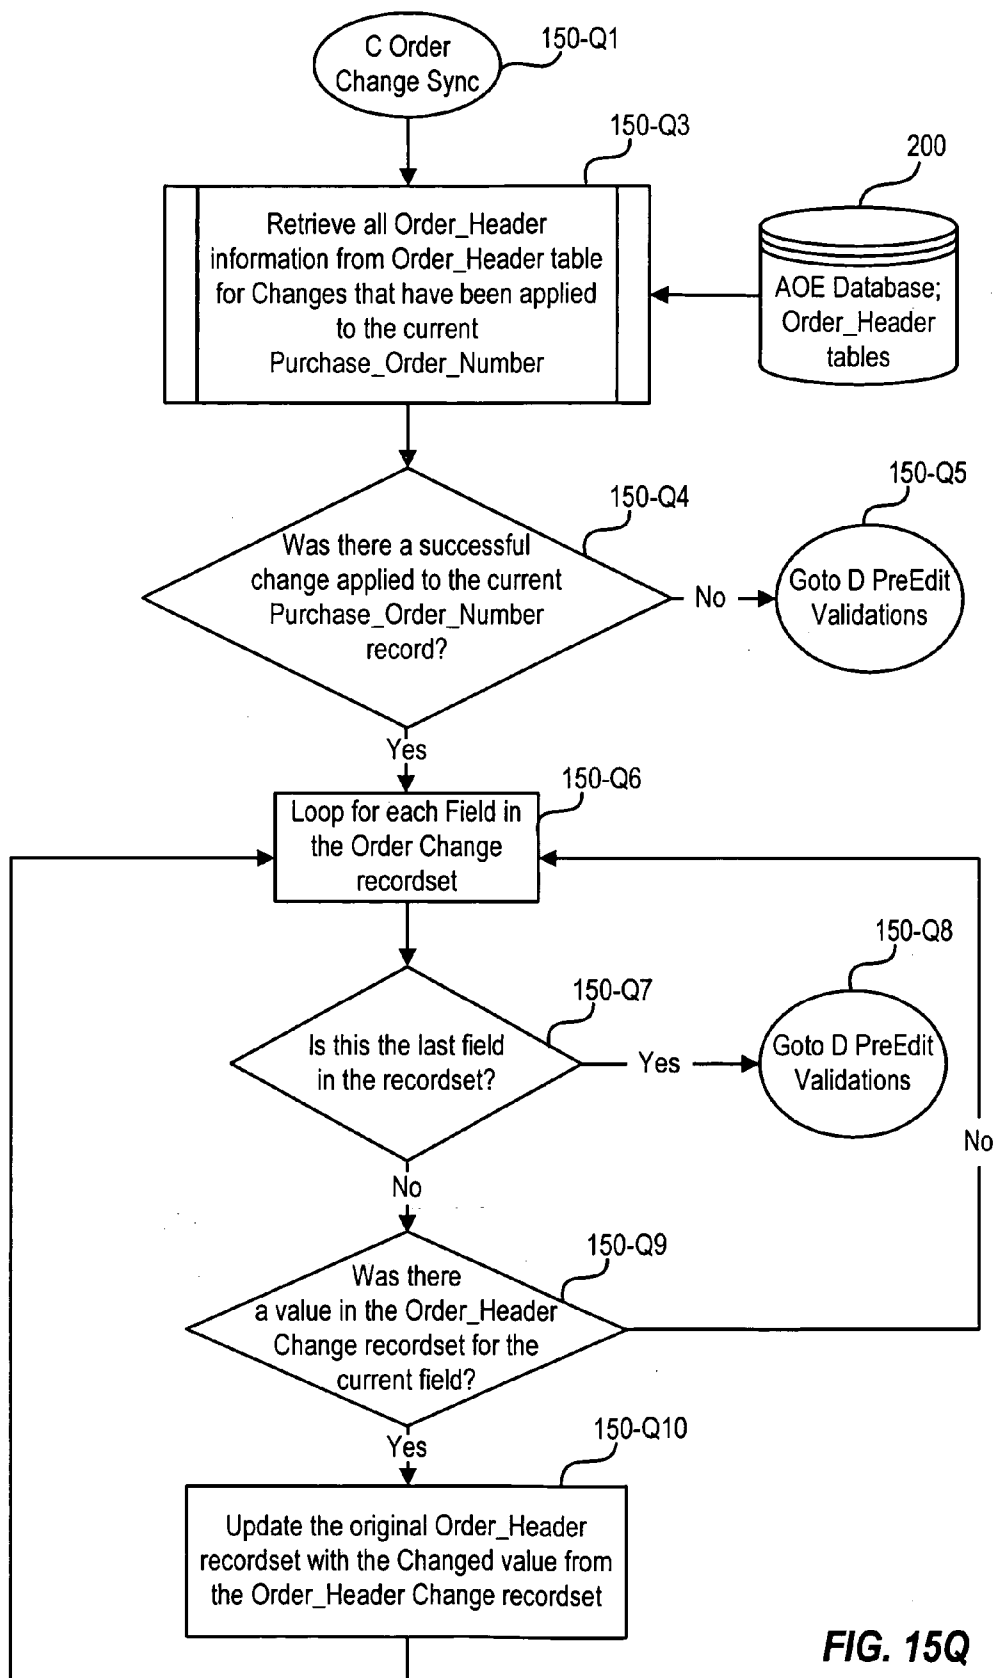 C Order
Change Sync
150-Q1
150-Q3
Retrieve all Order_Header
information from Order_Header table
for Changes that have been applied
to the current
Purchase_Order_Number
200
AOE Database;
Order_Header
tables
150-Q4
Was there a successful
change applied to the current
Purchase_Order_Number
record?
No
150-Q5
Goto D PreEdit
Validations
Yes
150-Q6
Loop for each Field in
the Order Change
recordset
150-Q7
Is this the last field
in the recordset?
Yes
150-Q8
Goto D PreEdit
Validations
No
No
150-Q9
Was there
a value in the Order_Header
Change recordset for the
current field?
Yes
150-Q10
Update the original Order_Header
recordset with the Changed value from
the Order_Header Change recordset
FIG. 15Q